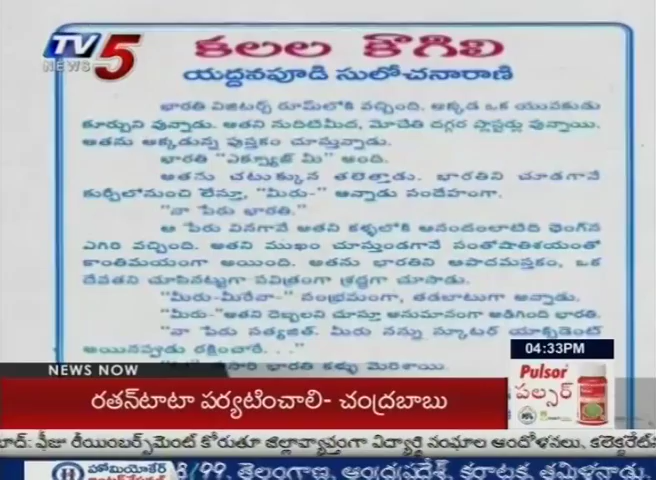 TV5
NEWS
కలల కౌగిలి
యద్దనపూడి సులోచనారాణి
భారతి విజిటర్స్ రూమ్‌లోకి వచ్చింది. అక్కడ ఒక యువకుడు
కూర్చుని వున్నాడు. అతని నుదిటిమీద, మోచేతి దగ్గర ప్లాస్టర్లు వున్నాయి.
అతను అక్కడున్న పుస్తకం చూస్తున్నాడు.
భారతి "ఎక్స్క్యూజ్ మీ" అంది.
అతను చటుక్కున తలెత్తాడు. భారతిని చూడగానే
కుర్చీలోనుంచి లేస్తూ, "మీరు-" అన్నాడు సందేహంగా.
"నా పేరు భారతి."
ఆ పేరు వినగానే అతని కళ్ళలోకి ఆనందంలాటిది ఛెంగ్‌న
ఎగిరి వచ్చింది. అతని ముఖం చూస్తుండగానే సంతోషాతిశయంతో
కాంతిమయంగా అయింది. అతను భారతిని ఆపాదమస్తకం, ఒక
దేవతని చూసినట్టుగా పవిత్రంగా శ్రద్ధగా చూసాడు.
"మీరు-మీరేనా-" సంభ్రమంగా, తడబాటుగా అన్నాడు.
"మీరు-" అతని దెబ్బలని చూస్తూ అనుమానంగా అడిగింది భారతి.
"నా పేరు సత్యజిత్. మీరు నన్ను స్కూటర్ యాక్సిడెంట్
అయినప్పుడు రక్షించారే..."
భారతి కళ్ళు మెరిశాయి.
04:33PM
NEWS NOW
Pulsor
పల్సర్
రతన్‌టాటా పర్యటించాలి- చంద్రబాబు
ఫీజు రీయింబర్స్‌మెంట్ కోరుతూ జిల్లావ్యాప్తంగా విద్యార్థి సంఘాల ఆందోళనలు, కలెక్టరేట్
హోమియోకేర్
8/99, తెలంగాణ, ఆంధ్రప్రదేశ్, కర్ణాటక తమిళనాడు.